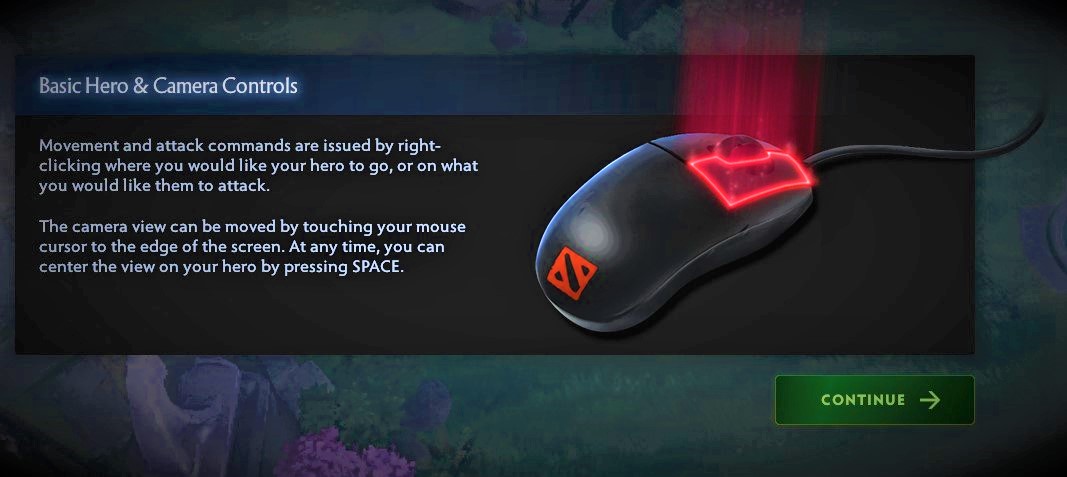 Basic Hero & Camera Controls
Movement and attack commands are issued by right-
clicking where you would like your hero to go, or on what
you would like them to attack.
The camera view can be moved by touching your mouse
cursor to the edge of the screen. At any time, you can
center the view on your hero by pressing SPACE.
CONTINUE